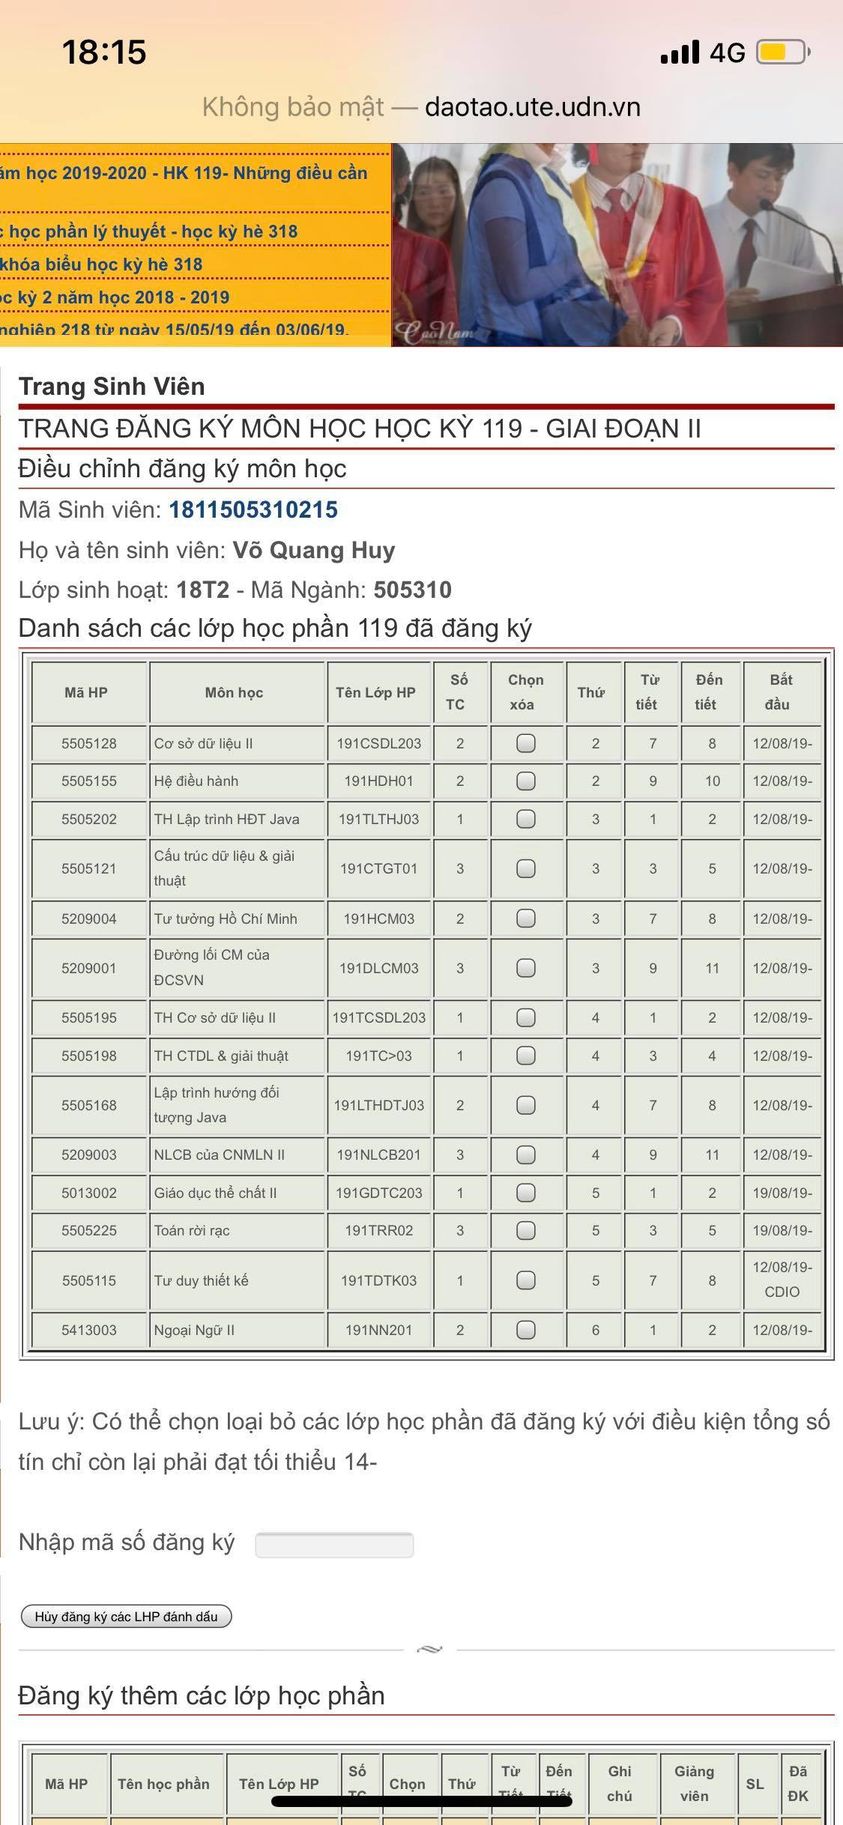 18:15
4G
Không bảo mật — daotao.ute.udn.vn
ăm học 2019-2020 - HK 119- Những điều cần
c học phần lý thuyết - học kỳ hè 318
khóa biểu học kỳ hè 318
ọc kỳ 2 năm học 2018 - 2019
nghiệp 218 từ ngày 15/05/19 đến 03/06/19.
CaoNam
Trang Sinh Viên
TRANG ĐĂNG KÝ MÔN HỌC HỌC KỲ 119 - GIAI ĐOẠN II
Điều chỉnh đăng ký môn học
Mã Sinh viên: 1811505310215
Họ và tên sinh viên: Võ Quang Huy
Lớp sinh hoạt: 18T2 - Mã Ngành: 505310
Danh sách các lớp học phần 119 đã đăng ký
Mã HP Môn học Tên Lớp HP Số TC Chọn xóa Thứ Từ tiết Đến tiết Bắt đầu
5505128 Cơ sở dữ liệu II 191CSDL203 2 2 7 8 12/08/19-
5505155 Hệ điều hành 191HDH01 2 2 9 10 12/08/19-
5505202 TH Lập trình HĐT Java 191TLTHJ03 1 3 1 2 12/08/19-
5505121 Cấu trúc dữ liệu & giải thuật 191CTGT01 3 3 3 5 12/08/19-
5209004 Tư tưởng Hồ Chí Minh 191HCM03 2 3 7 8 12/08/19-
5209001 Đường lối CM của ĐCSVN 191DLCM03 3 3 9 11 12/08/19-
5505195 TH Cơ sở dữ liệu II 191TCSDL203 1 4 1 2 12/08/19-
5505198 TH CTDL & giải thuật 191TC>03 1 4 3 4 12/08/19-
5505168 Lập trình hướng đối tượng Java 191LTHDTJ03 2 4 7 8 12/08/19-
5209003 NLCB của CNMLN II 191NLCB201 3 4 9 11 12/08/19-
5013002 Giáo dục thể chất II 191GDTC203 1 5 1 2 19/08/19-
5505225 Toán rời rạc 191TRR02 3 5 3 5 19/08/19-
5505115 Tư duy thiết kế 191TDTK03 1 5 7 8 12/08/19- CDIO
5413003 Ngoại Ngữ II 191NN201 2 6 1 2 12/08/19-
Lưu ý: Có thể chọn loại bỏ các lớp học phần đã đăng ký với điều kiện tổng số
tín chỉ còn lại phải đạt tối thiểu 14-
Nhập mã số đăng ký
Hủy đăng ký các LHP đánh dấu
Đăng ký thêm các lớp học phần
Mã HP Tên học phần Tên Lớp HP Số TC Chọn Thứ Từ Tiết Đến Tiết Ghi chú Giảng viên SL Đã ĐK